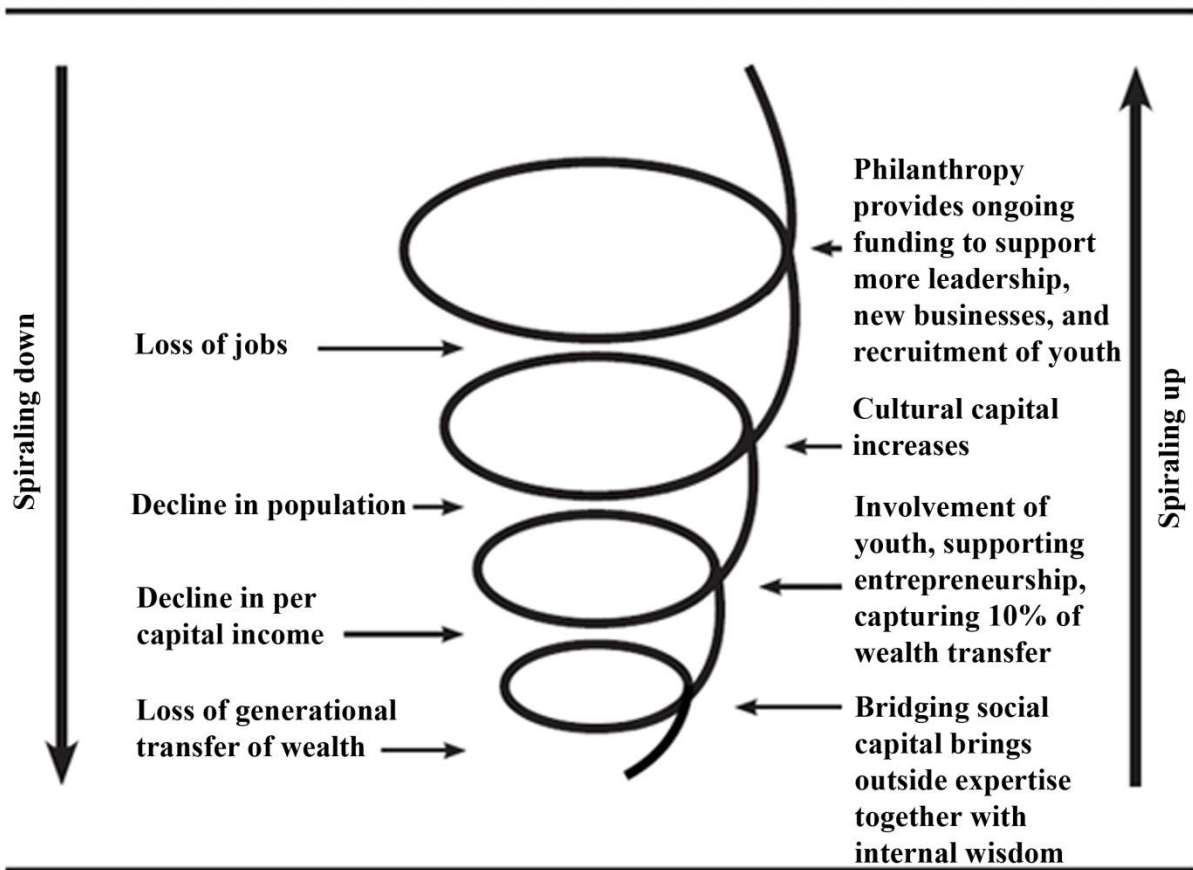 Spiraling down
Loss of jobs
Decline in population
Decline in per
capital income
Loss of generational
transfer of wealth
Philanthropy
provides ongoing
funding to support
more leadership,
new businesses, and
recruitment of youth
Cultural capital
increases
Involvement of
youth, supporting
entrepreneurship,
capturing 10% of
wealth transfer
Bridging social
capital brings
outside expertise
together with
internal wisdom
Spiraling up